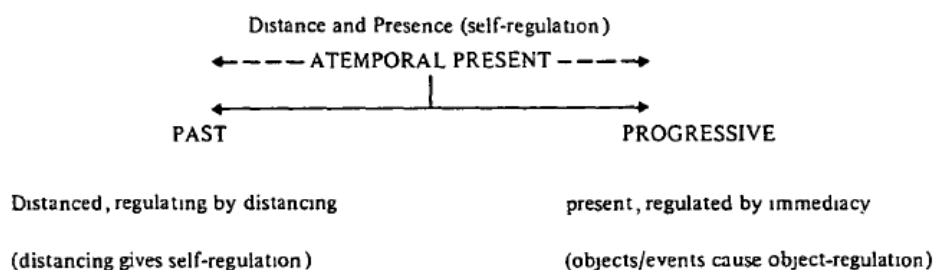 Distance and Presence (self-regulation)
ATEMPORAL PRESENT
PAST PROGRESSIVE
Distanced, regulating by distancing present, regulated by immediacy
(distancing gives self-regulation) (objects/events cause object-regulation)